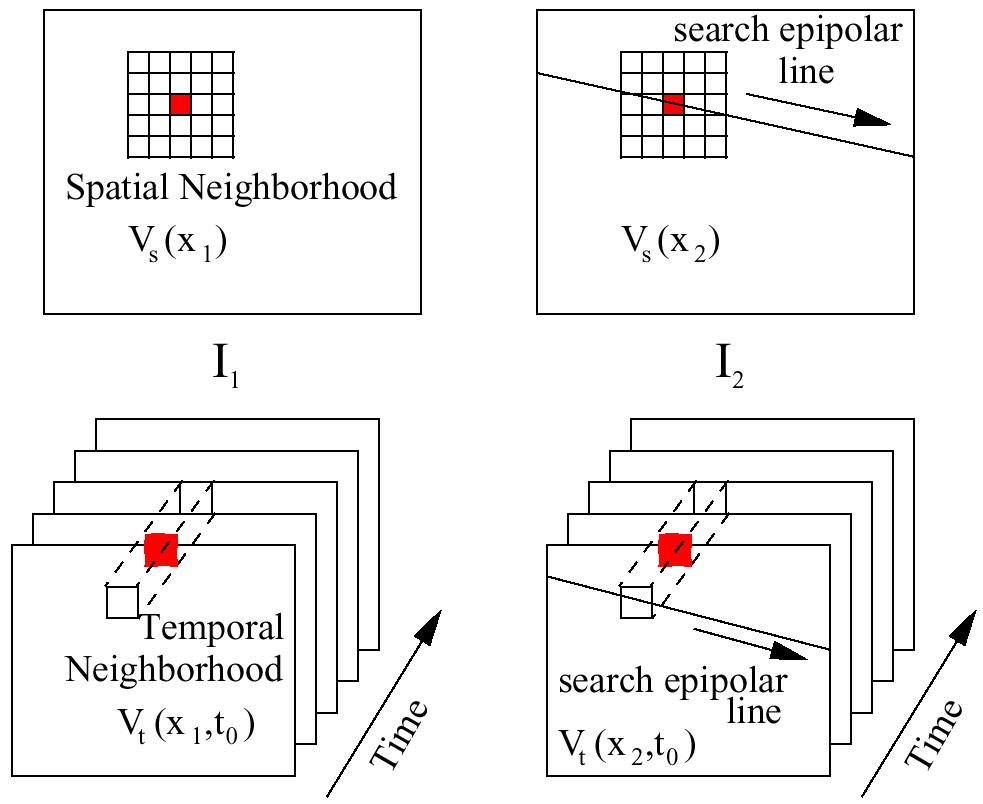 search epipolar
line
Spatial Neighborhood
Vs(x1)
Vs(x2)
I1
I2
Temporal
Neighborhood
Vt(x1,t0)
Time
search epipolar
line
Vt(x2,t0)
Time